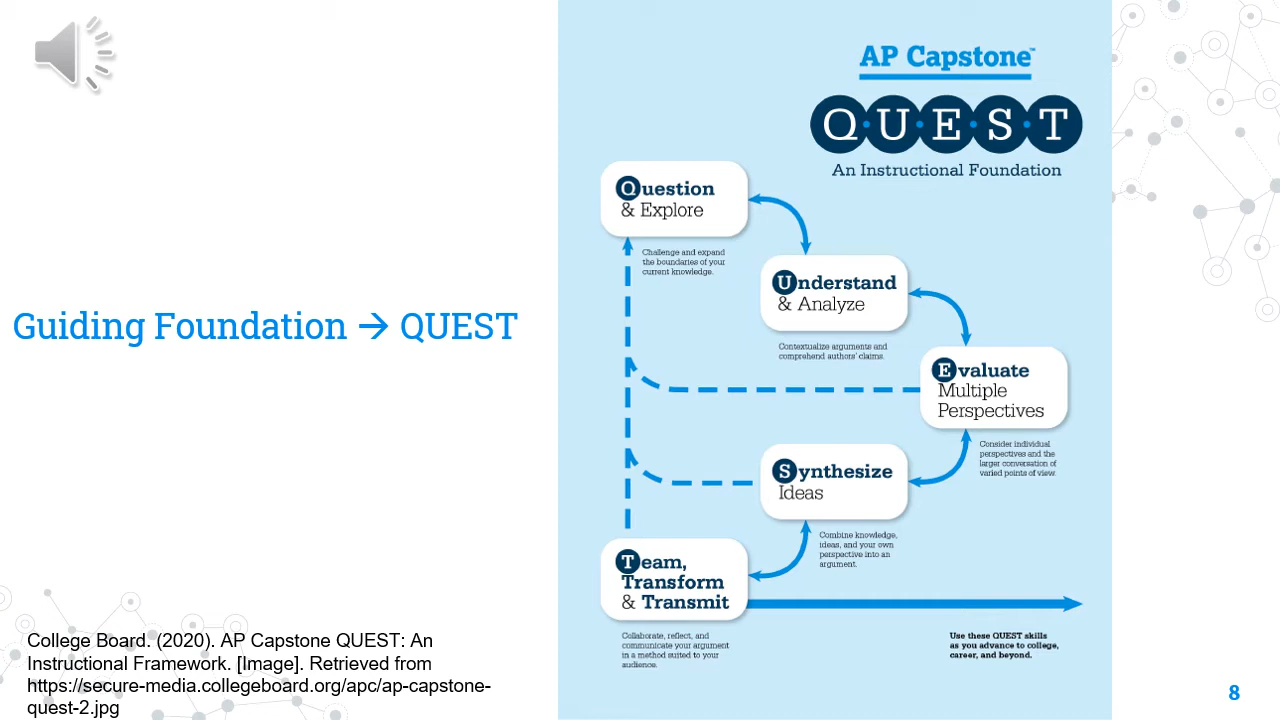 Guiding Foundation → QUEST
College Board. (2020). AP Capstone QUEST: An
Instructional Framework. [Image]. Retrieved from
https://secure-media.collegeboard.org/apc/ap-capstone-
quest-2.jpg
AP Capstone™
Q·U·E·S·T
An Instructional Foundation
Question
& Explore
Challenge and expand
the boundaries of your
current knowledge.
Understand
& Analyze
Contextualize arguments and
comprehend authors' claims.
Evaluate
Multiple
Perspectives
Consider individual
perspectives and the
larger conversation of
varied points of view.
Synthesize
Ideas
Combine knowledge,
ideas, and your own
perspective into an
argument.
Team,
Transform
& Transmit
Collaborate, reflect, and
communicate your argument
in a method suited to your
audience.
Use these QUEST skills
as you advance to college,
career, and beyond.
8